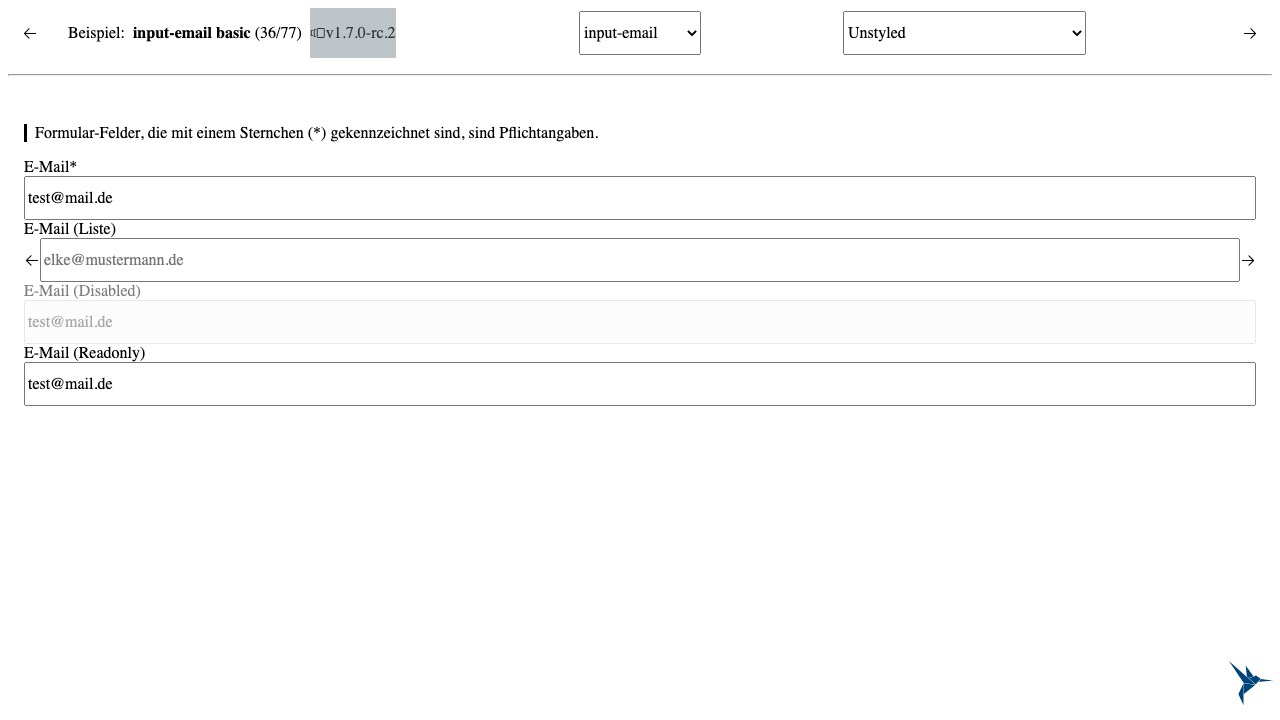 Beispiel: input-email basic (36/77) v1.7.0-rc.2 input-email Unstyled
Formular-Felder, die mit einem Sternchen (*) gekennzeichnet sind, sind Pflichtangaben.
E-Mail*
test@mail.de
E-Mail (Liste)
elke@mustermann.de
E-Mail (Disabled)
test@mail.de
E-Mail (Readonly)
test@mail.de